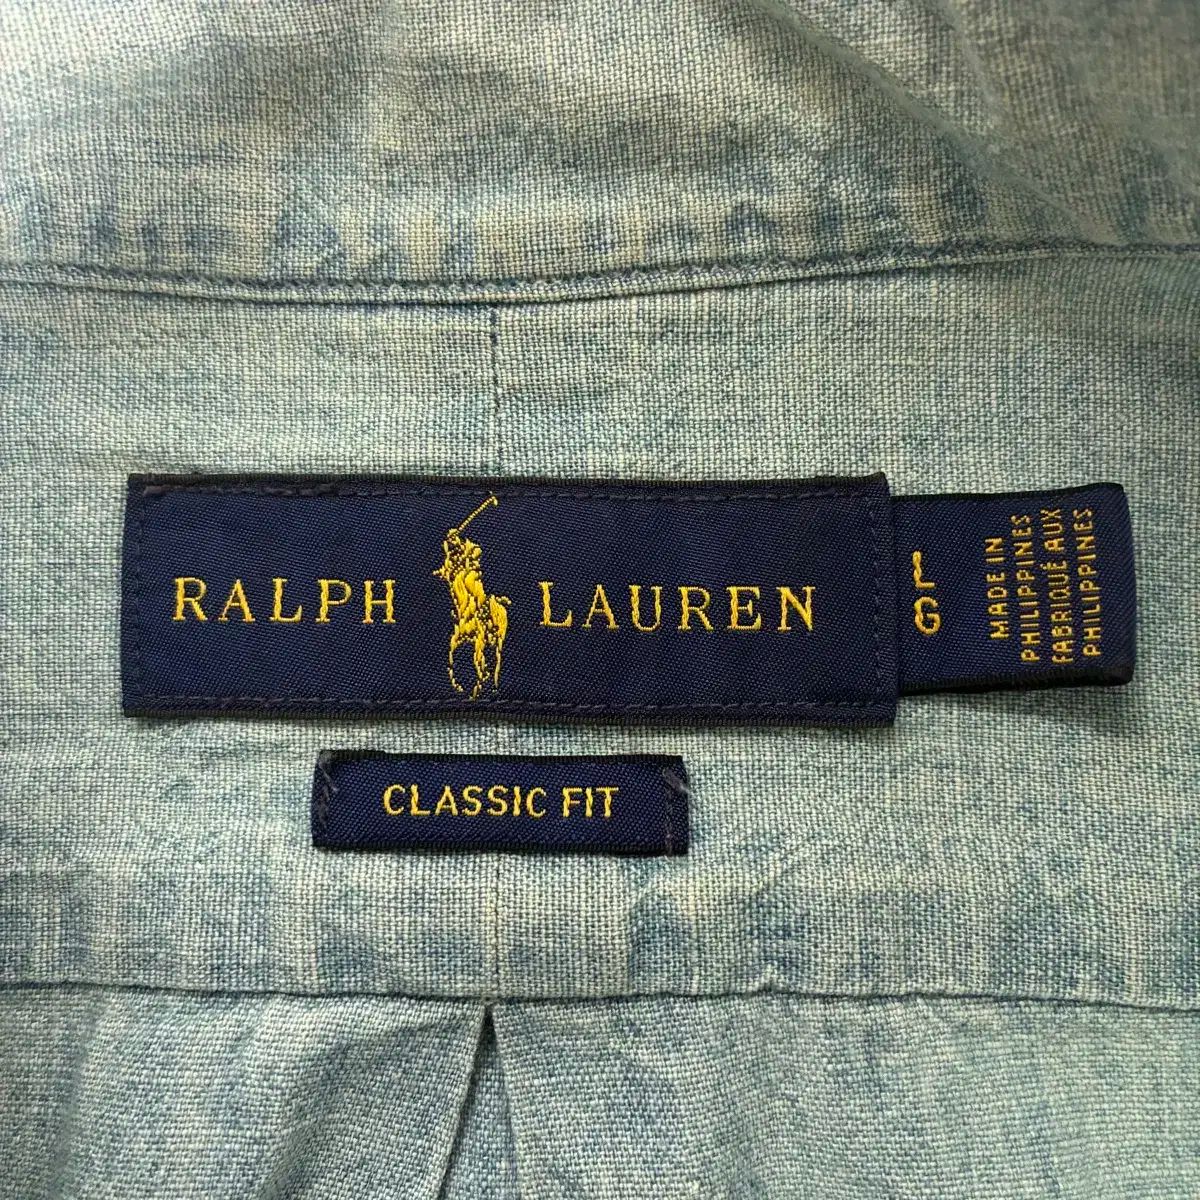 RALPH LAUREN
L
G
MADE IN
PHILIPPINES
FABRIQUÉ AUX
PHILIPPINES
CLASSIC FIT